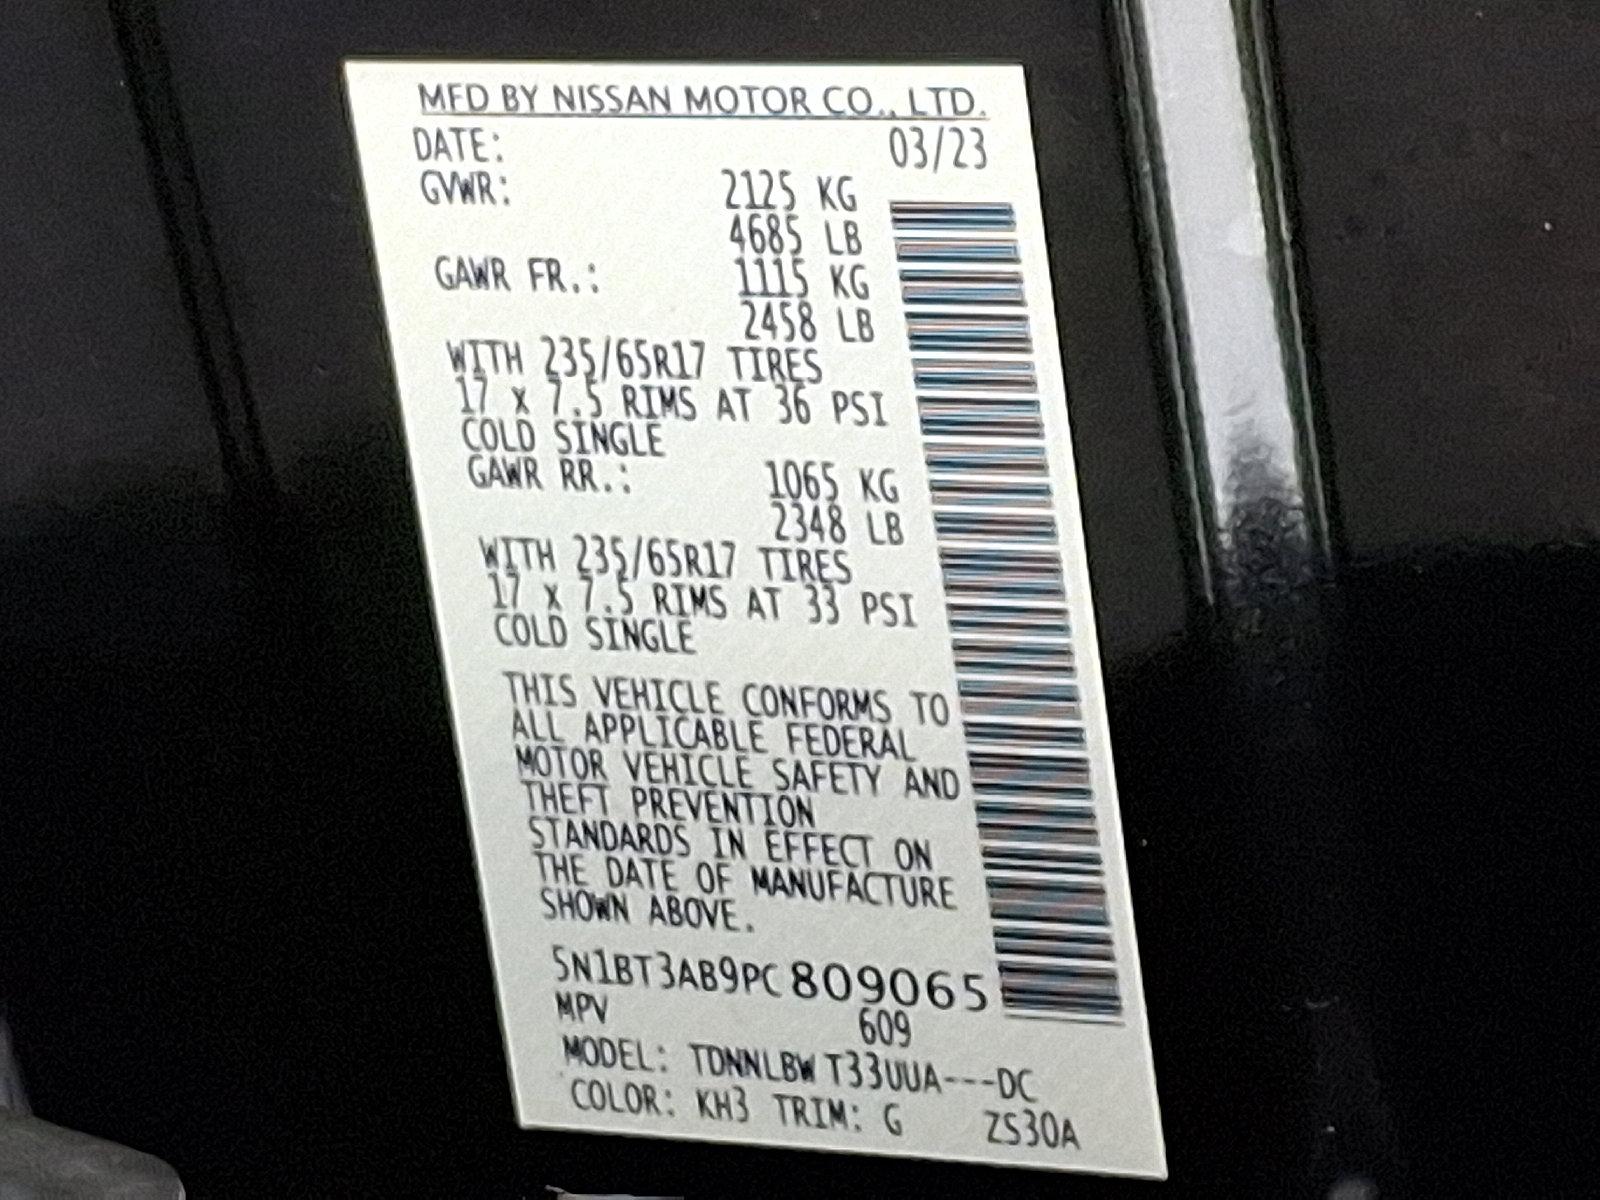 MFD BY NISSAN MOTOR CO., LTD.
DATE: 03/23
GVWR: 2125 KG
4685 LB
GAWR FR.: 1115 KG
2458 LB
WITH 235/65R17 TIRES
17 x 7.5 RIMS AT 36 PSI
COLD SINGLE
GAWR RR.: 1065 KG
2348 LB
WITH 235/65R17 TIRES
17 x 7.5 RIMS AT 33 PSI
COLD SINGLE
THIS VEHICLE CONFORMS TO
ALL APPLICABLE FEDERAL
MOTOR VEHICLE SAFETY AND
THEFT PREVENTION
STANDARDS IN EFFECT ON
THE DATE OF MANUFACTURE
SHOWN ABOVE.
5N1BT3AB9PC809065
MPV 609
MODEL: TDNNLBW T33UUA---DC
COLOR: KH3 TRIM: G ZS30A